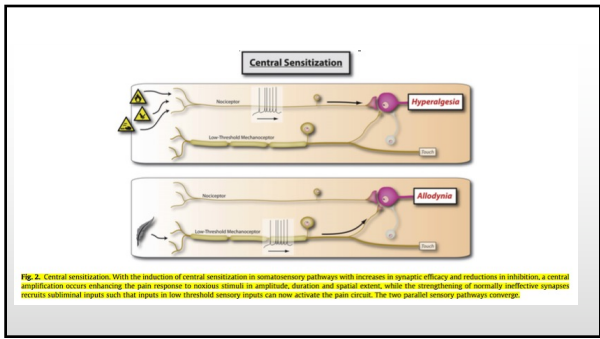 Central Sensitization
Nociceptor
Hyperalgesia
Low-Threshold Mechanoceptor
Touch
Nociceptor
Allodynia
Low-Threshold Mechanoceptor
Touch
Fig. 2. Central sensitization. With the induction of central sensitization in somatosensory pathways with increases in synaptic efficacy and reductions in inhibition, a central
amplification occurs enhancing the pain response to noxious stimuli in amplitude, duration and spatial extent, while the strengthening of normally ineffective synapses
recruits subliminal inputs such that inputs in low threshold sensory inputs can now activate the pain circuit. The two parallel sensory pathways converge.